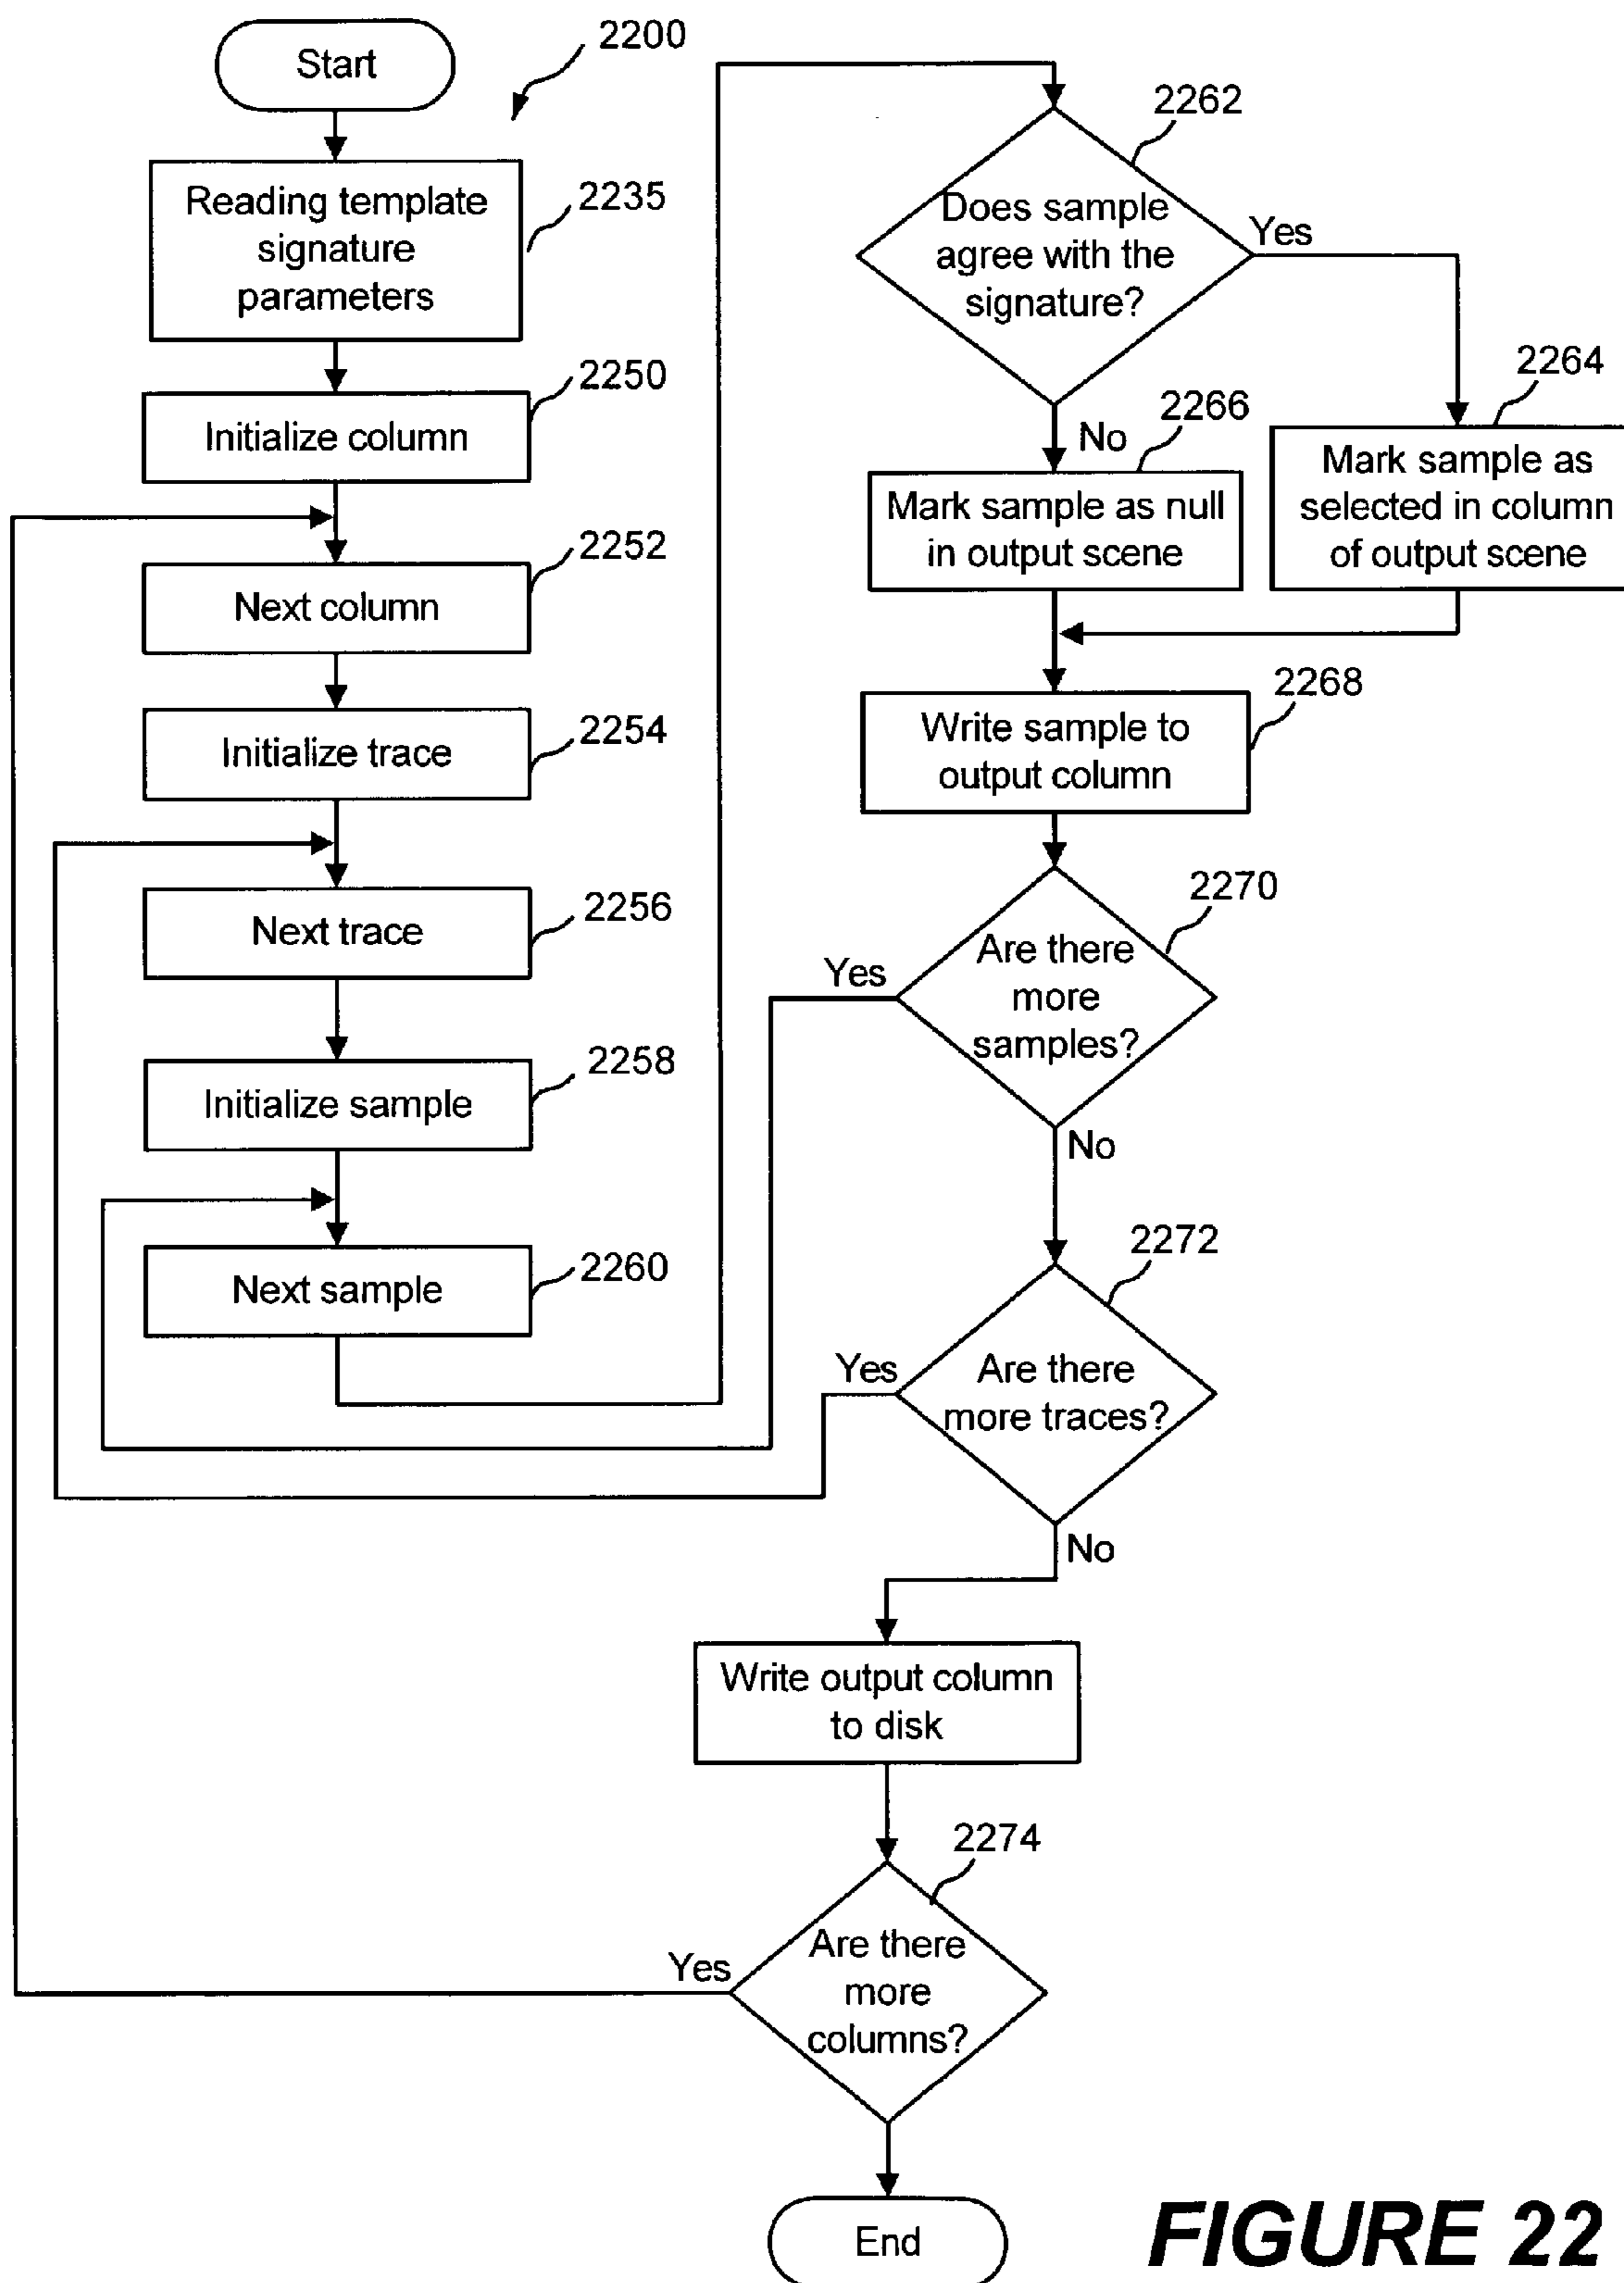 Start
2200
Reading template
signature
parameters
2235
Initialize column
2250
Next column
2252
Initialize trace
2254
Next trace
2256
Initialize sample
2258
Next sample
2260
2262
Does sample
agree with the
signature?
Yes
No
2264
Mark sample as
selected in column
of output scene
2266
Mark sample as null
in output scene
2268
Write sample to
output column
2270
Are there
more
samples?
Yes
No
2272
Are there
more traces?
Yes
No
Write output column
to disk
2274
Are there
more
columns?
Yes
End
FIGURE 22